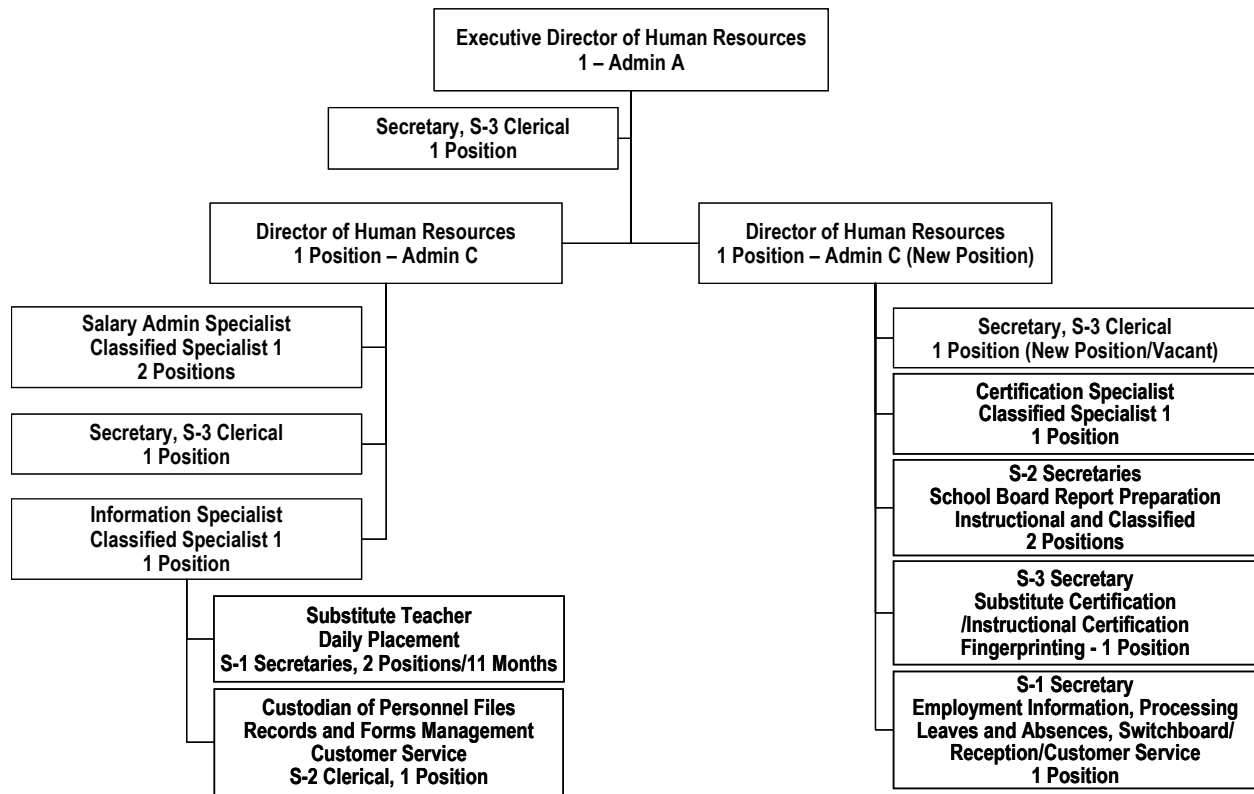 Executive Director of Human Resources
1 – Admin A
Secretary, S-3 Clerical
1 Position
Director of Human Resources
1 Position – Admin C
Director of Human Resources
1 Position – Admin C (New Position)
Salary Admin Specialist
Classified Specialist 1
2 Positions
Secretary, S-3 Clerical
1 Position
Information Specialist
Classified Specialist 1
1 Position
Substitute Teacher
Daily Placement
S-1 Secretaries, 2 Positions/11 Months
Custodian of Personnel Files
Records and Forms Management
Customer Service
S-2 Clerical, 1 Position
Secretary, S-3 Clerical
1 Position (New Position/Vacant)
Certification Specialist
Classified Specialist 1
1 Position
S-2 Secretaries
School Board Report Preparation
Instructional and Classified
2 Positions
S-3 Secretary
Substitute Certification
/Instructional Certification
Fingerprinting - 1 Position
S-1 Secretary
Employment Information, Processing
Leaves and Absences, Switchboard/
Reception/Customer Service
1 Position